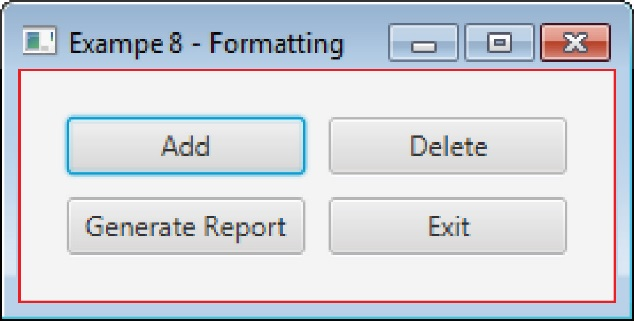 Exampe 8 - Formatting
Add
Delete
Generate Report
Exit